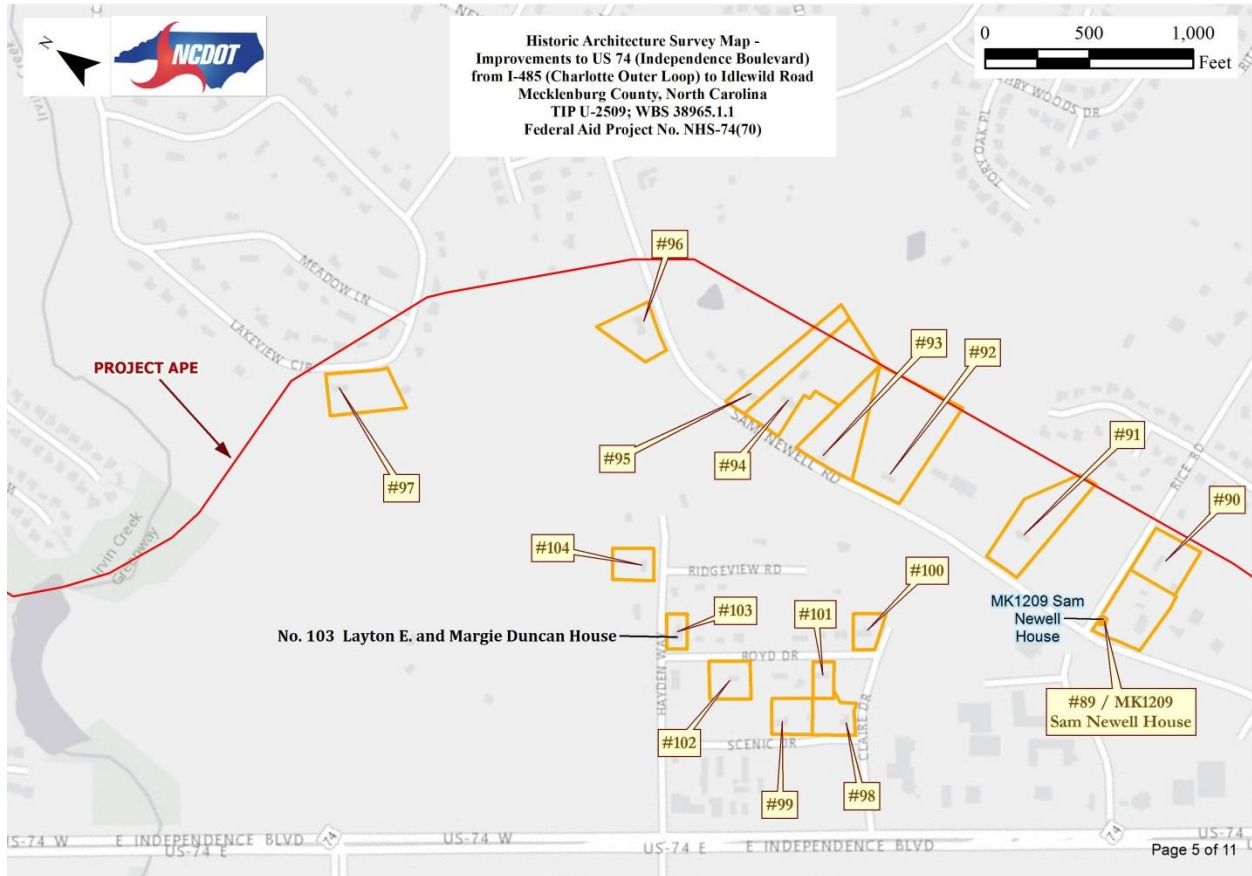 N
NCDOT
Historic Architecture Survey Map -
Improvements to US 74 (Independence Boulevard)
from I-485 (Charlotte Outer Loop) to Idlewild Road
Mecklenburg County, North Carolina
TIP U-2509; WBS 38965.1.1
Federal Aid Project No. NHS-74(70)
0 500 1,000
Feet
TORY OAK PL
#96
MEADOW LN
LAKEVIEW CIR
PROJECT APE
#93
#92
#97
#95
#94
SAM NEWELL RD
#91
RICE RD
#90
Irvin Creek
Greenway
#104
RIDGEVIEW RD
#100
#103
#101
MK1209 Sam
Newell
House
No. 103 Layton E. and Margie Duncan House
HAYDEN WAY
ROYD DR
CLAIRE DR
#89 / MK1209
Sam Newell House
#102
SCENIC DR
#99
#98
US-74 W
E INDEPENDENCE BLVD
74
US-74 W
74
US-74
US-74 E
US-74 E
E INDEPENDENCE BLVD
US-74
Page 5 of 11